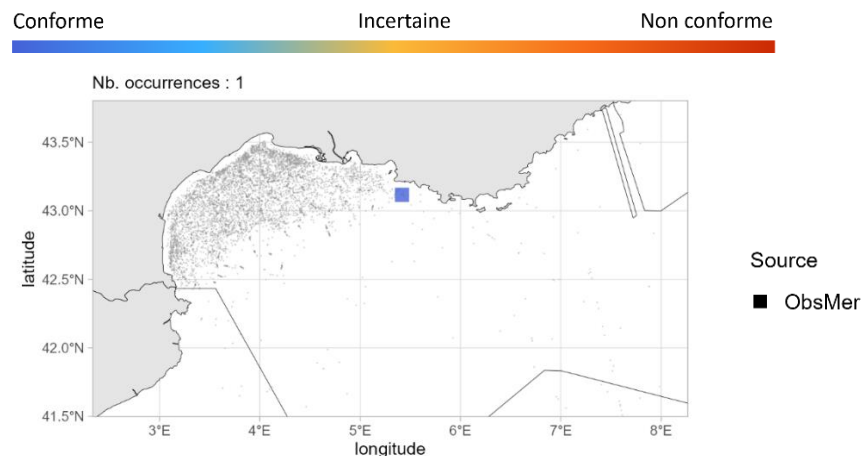 Conforme Incertaine Non conforme
Nb. occurrences : 1
43.5°N
43.0°N
42.5°N
42.0°N
41.5°N
latitude
3°E 4°E 5°E 6°E 7°E 8°E
longitude
Source
ObsMer